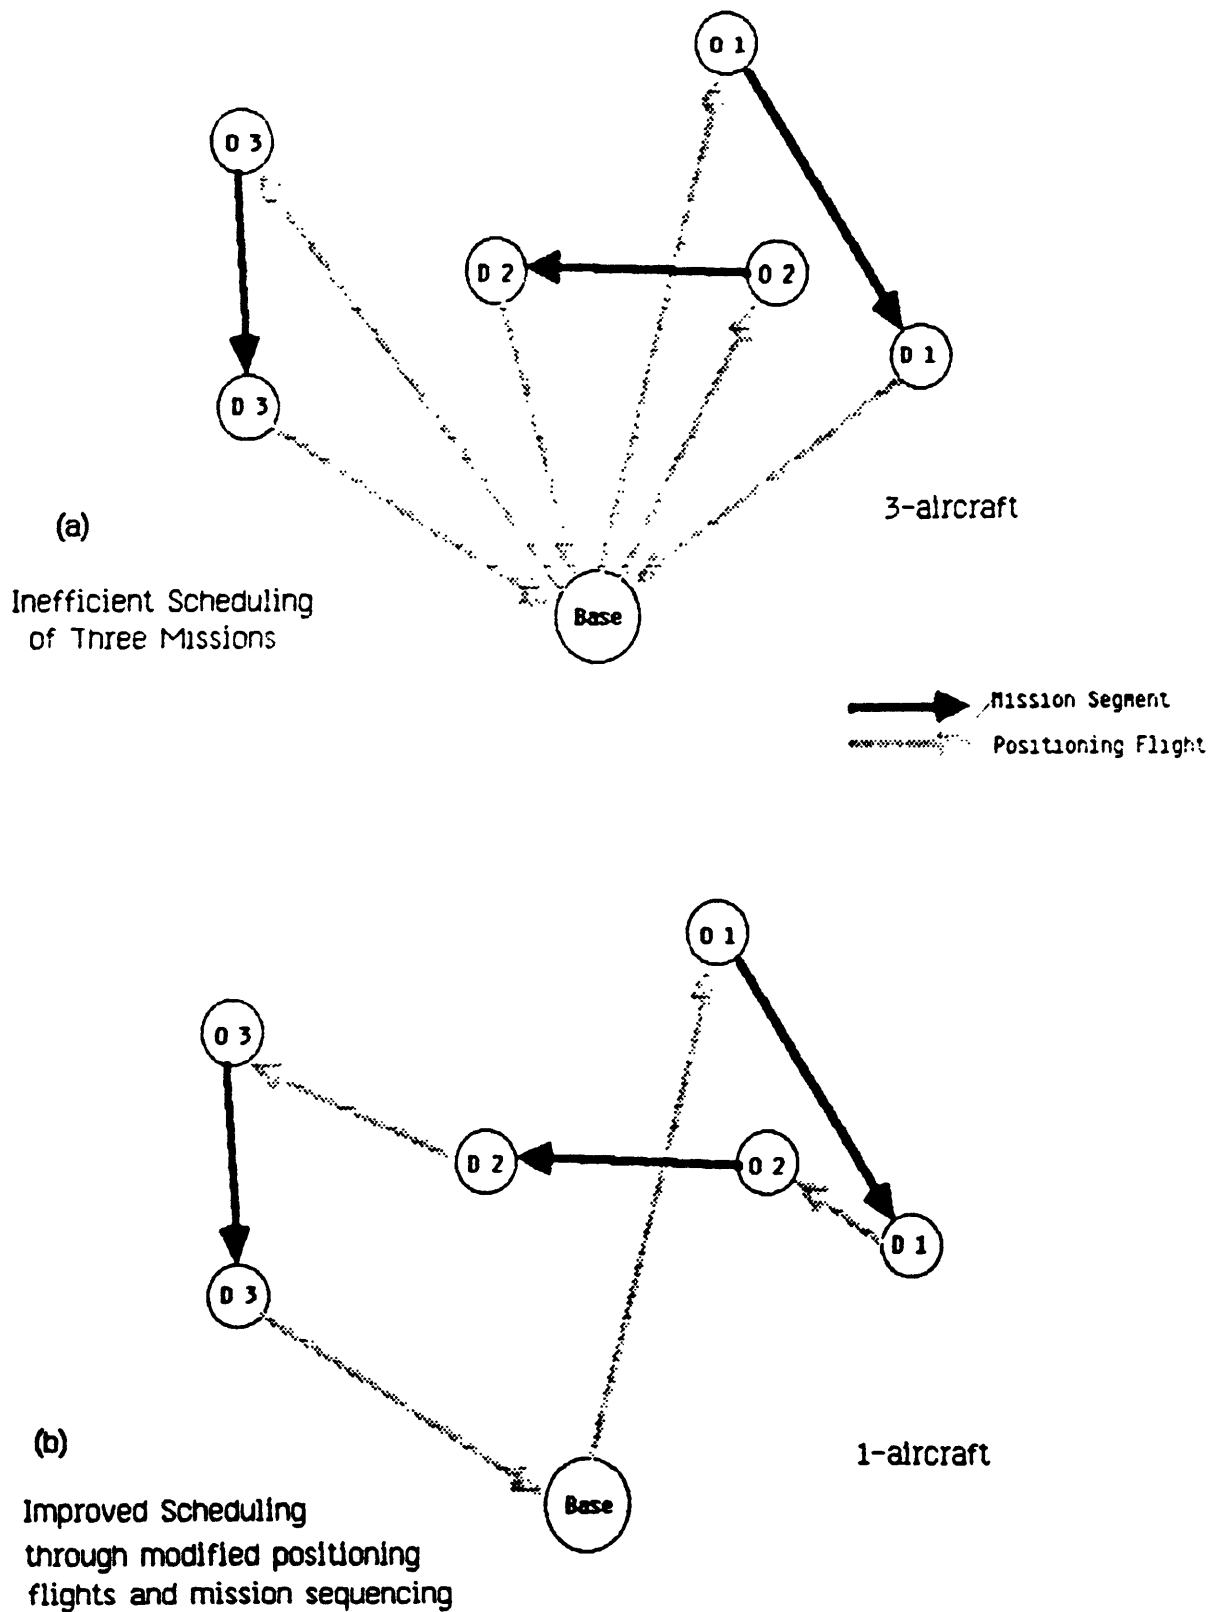 O 1
O 3
D 2
O 2
D 1
D 3
3-aircraft
(a)
Inefficient Scheduling
of Three Missions
Base
Mission Segment
Positioning Flight
O 1
O 3
D 2
O 2
D 1
D 3
(b)
1-aircraft
Base
Improved Scheduling
through modified positioning
flights and mission sequencing